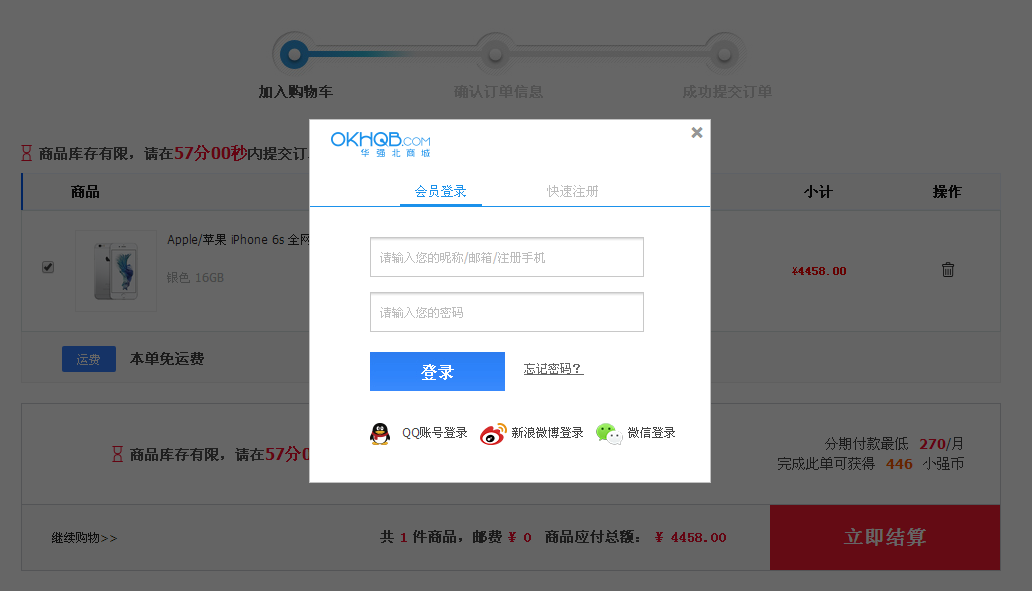 加入购物车
确认订单信息
成功提交订单
商品库存有限，请在57分00秒内提交订
OKHQB.COM
华强北商城
会员登录
快速注册
商品
小计
操作
Apple/苹果 iPhone 6s 全网
银色 16GB
¥4458.00
请输入您的昵称/邮箱/注册手机
请输入您的密码
登录
忘记密码？
运费
本单免运费
QQ账号登录
新浪微博登录
微信登录
商品库存有限，请在57分0
分期付款最低 270/月
完成此单可获得 446 小强币
继续购物>>
共 1 件商品，邮费 ¥ 0 商品应付总额： ¥ 4458.00
立即结算